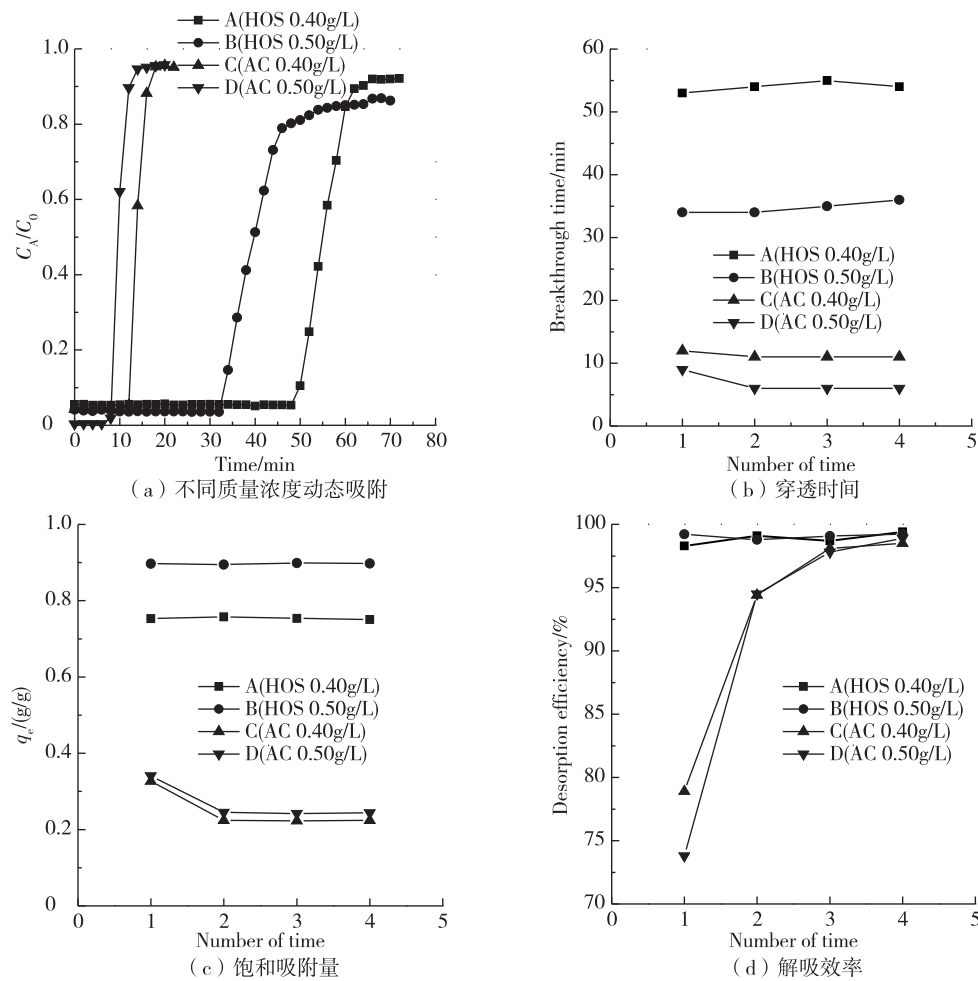 A(HOS 0.40g/L)
B(HOS 0.50g/L)
C(AC 0.40g/L)
D(AC 0.50g/L)
1.0
0.8
0.6
0.4
0.2
0
C_A/C_0
0 10 20 30 40 50 60 70 80
Time/min
(a) 不同质量浓度动态吸附
60
50
40
30
20
10
0
Breakthrough time/min
A(HOS 0.40g/L)
B(HOS 0.50g/L)
C(AC 0.40g/L)
D(AC 0.50g/L)
0 1 2 3 4 5
Number of time
(b) 穿透时间
1.0
0.8
0.6
0.4
0.2
0
q_e/(g/g)
A(HOS 0.40g/L)
B(HOS 0.50g/L)
C(AC 0.40g/L)
D(AC 0.50g/L)
0 1 2 3 4 5
Number of time
(c) 饱和吸附量
100
95
90
85
80
75
70
Desorption efficiency/%
A(HOS 0.40g/L)
B(HOS 0.50g/L)
C(AC 0.40g/L)
D(AC 0.50g/L)
0 1 2 3 4 5
Number of time
(d) 解吸效率